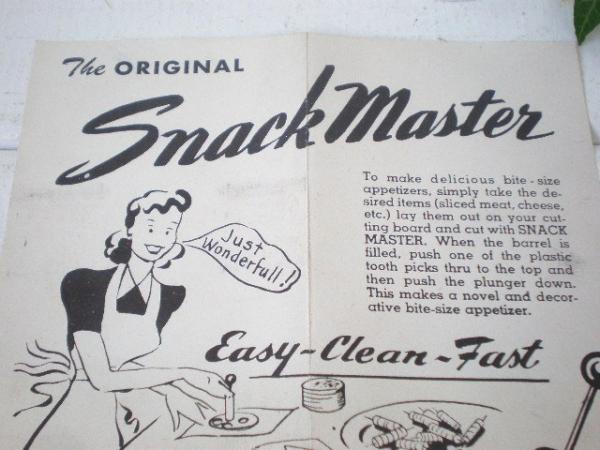 The ORIGINAL
Snack Master
To make delicious bite-size
appetizers, simply take the de-
sired items (sliced meat, cheese,
etc.) lay them out on your cut-
ting board and cut with SNACK
MASTER. When the barrel is
filled, push one of the plastic
tooth picks thru to the top and
then push the plunger down.
This makes a novel and decor-
ative bite-size appetizer.
Just
Wonderfull!
Easy-Clean-Fast